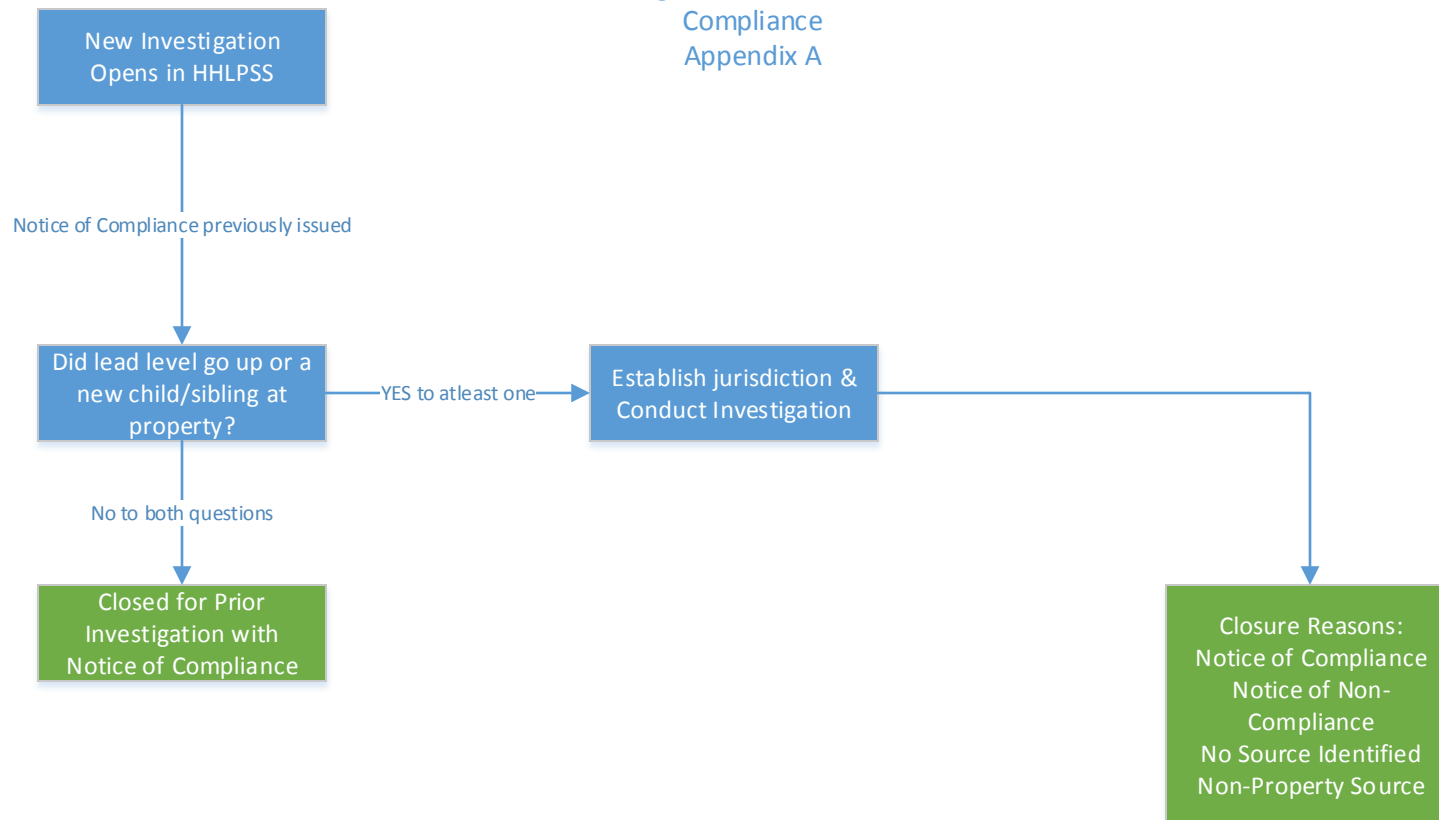 Compliance
Appendix A
New Investigation
Opens in HHLPSS
Notice of Compliance previously issued
Did lead level go up or a
new child/sibling at
property?
YES to atleast one
Establish jurisdiction &
Conduct Investigation
No to both questions
Closed for Prior
Investigation with
Notice of Compliance
Closure Reasons:
Notice of Compliance
Notice of Non-
Compliance
No Source Identified
Non-Property Source